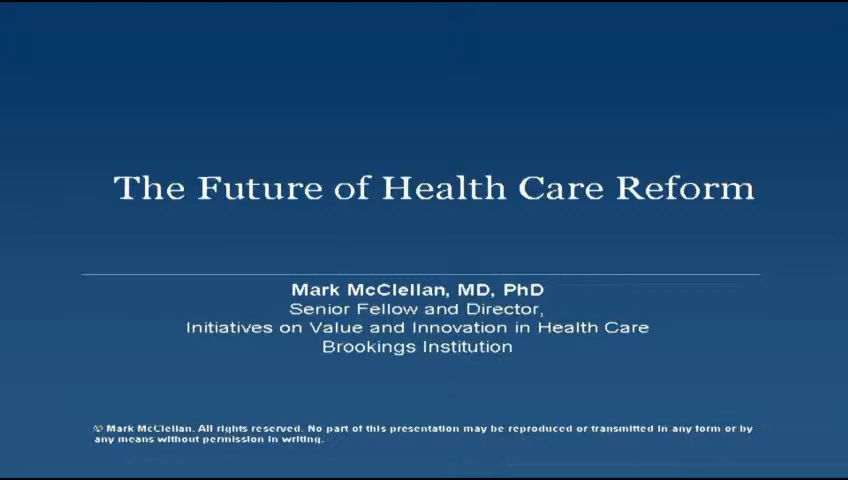 The Future of Health Care Reform
Mark McClellan, MD, PhD
Senior Fellow and Director,
Initiatives on Value and Innovation in Health Care
Brookings Institution
© Mark McClellan. All rights reserved. No part of this presentation may be reproduced or transmitted in any form or by
any means without permission in writing.